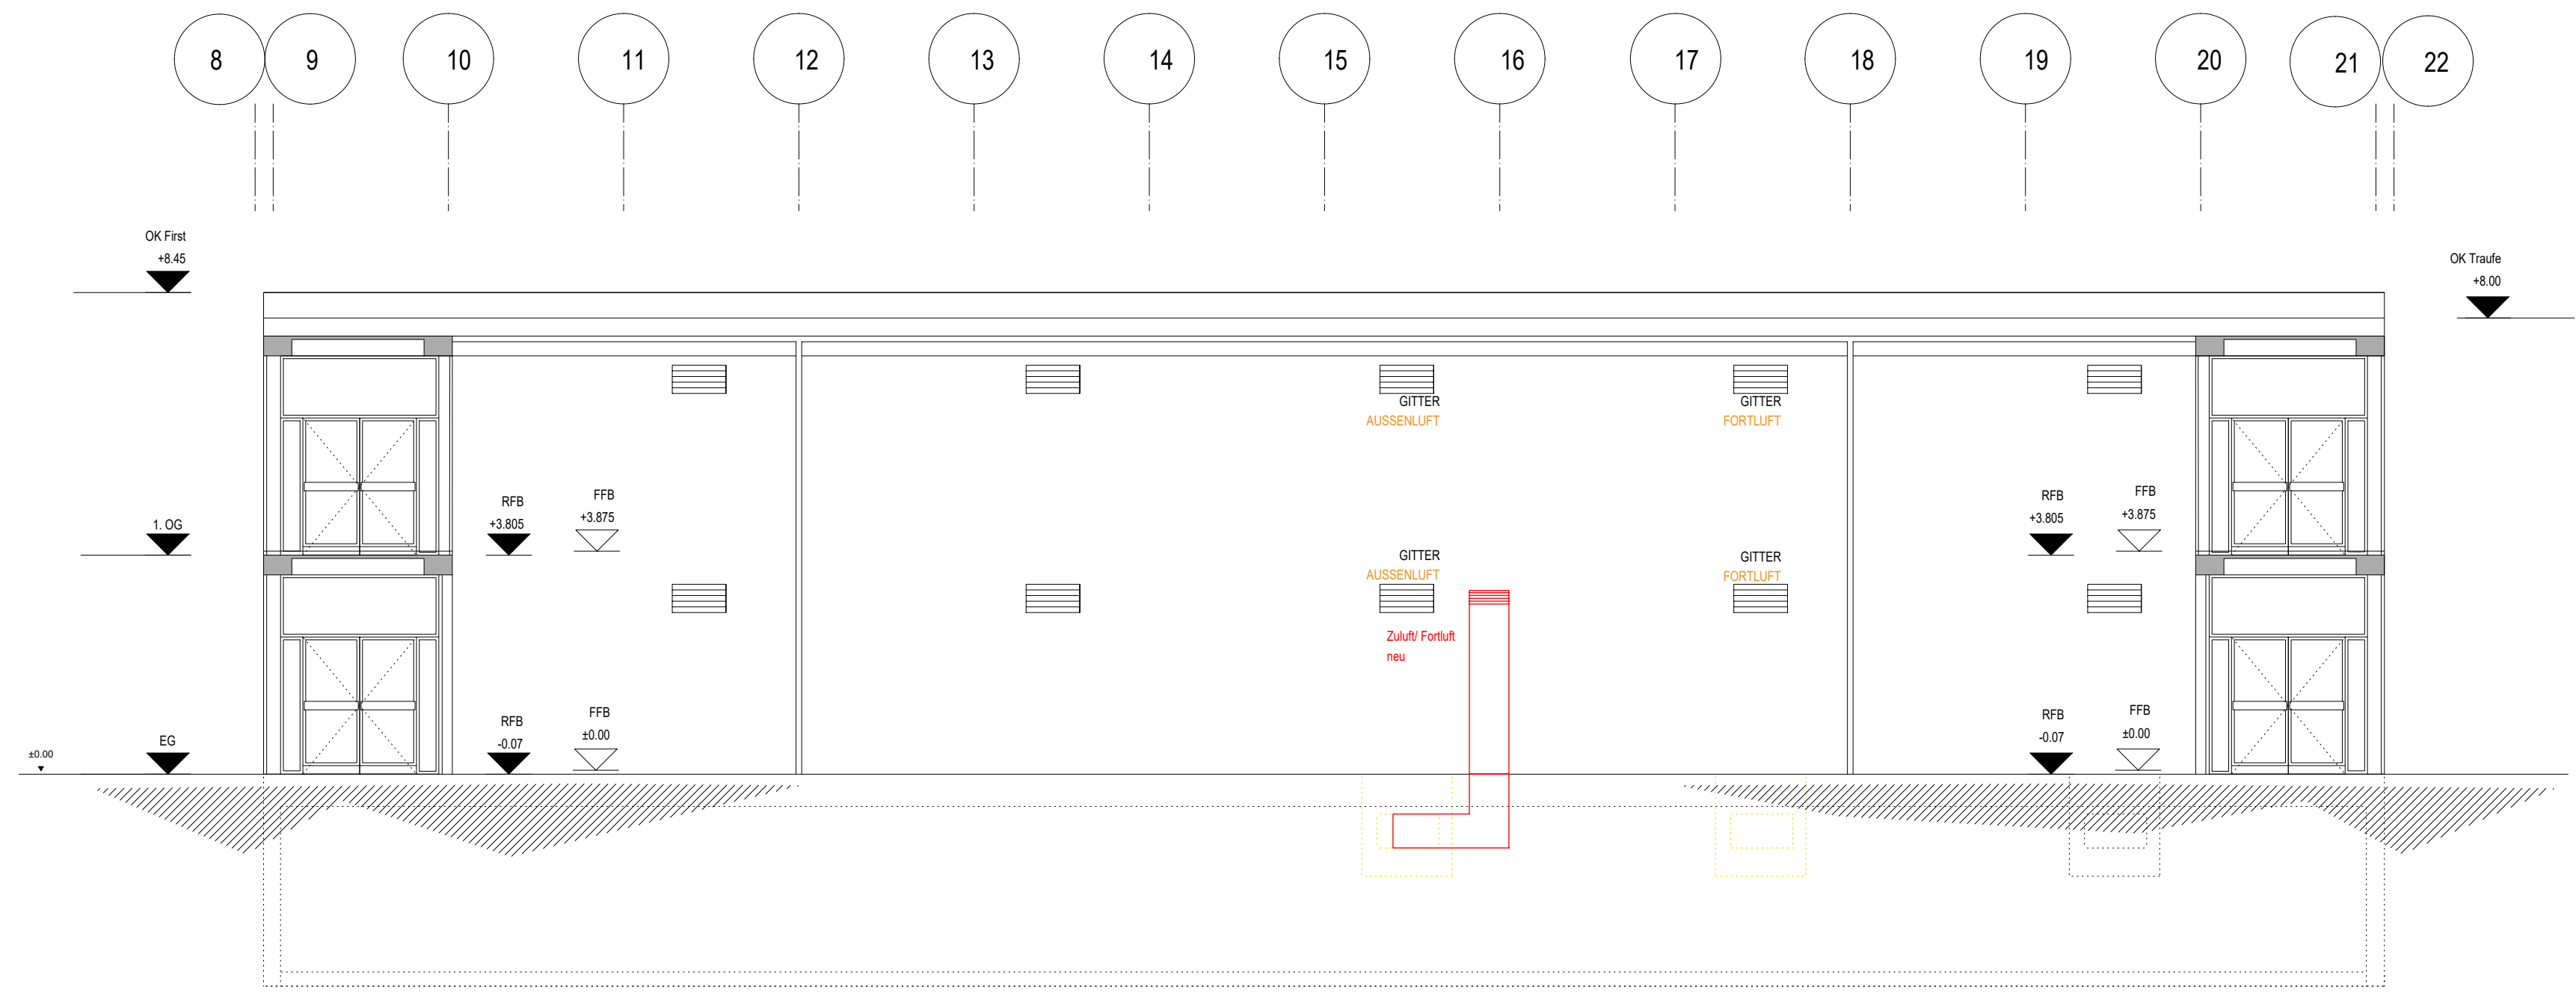 8 9 10 11 12 13 14 15 16 17 18 19 20 21 22
OK First
+8.45
OK Traufe
+8.00
GITTER
AUSSENLUFT
GITTER
FORTLUFT
1. OG
RFB
+3.805
FFB
+3.875
RFB
+3.805
FFB
+3.875
GITTER
AUSSENLUFT
GITTER
FORTLUFT
Zuluft/ Fortluft
neu
±0.00
EG
RFB
-0.07
FFB
±0.00
RFB
-0.07
FFB
±0.00